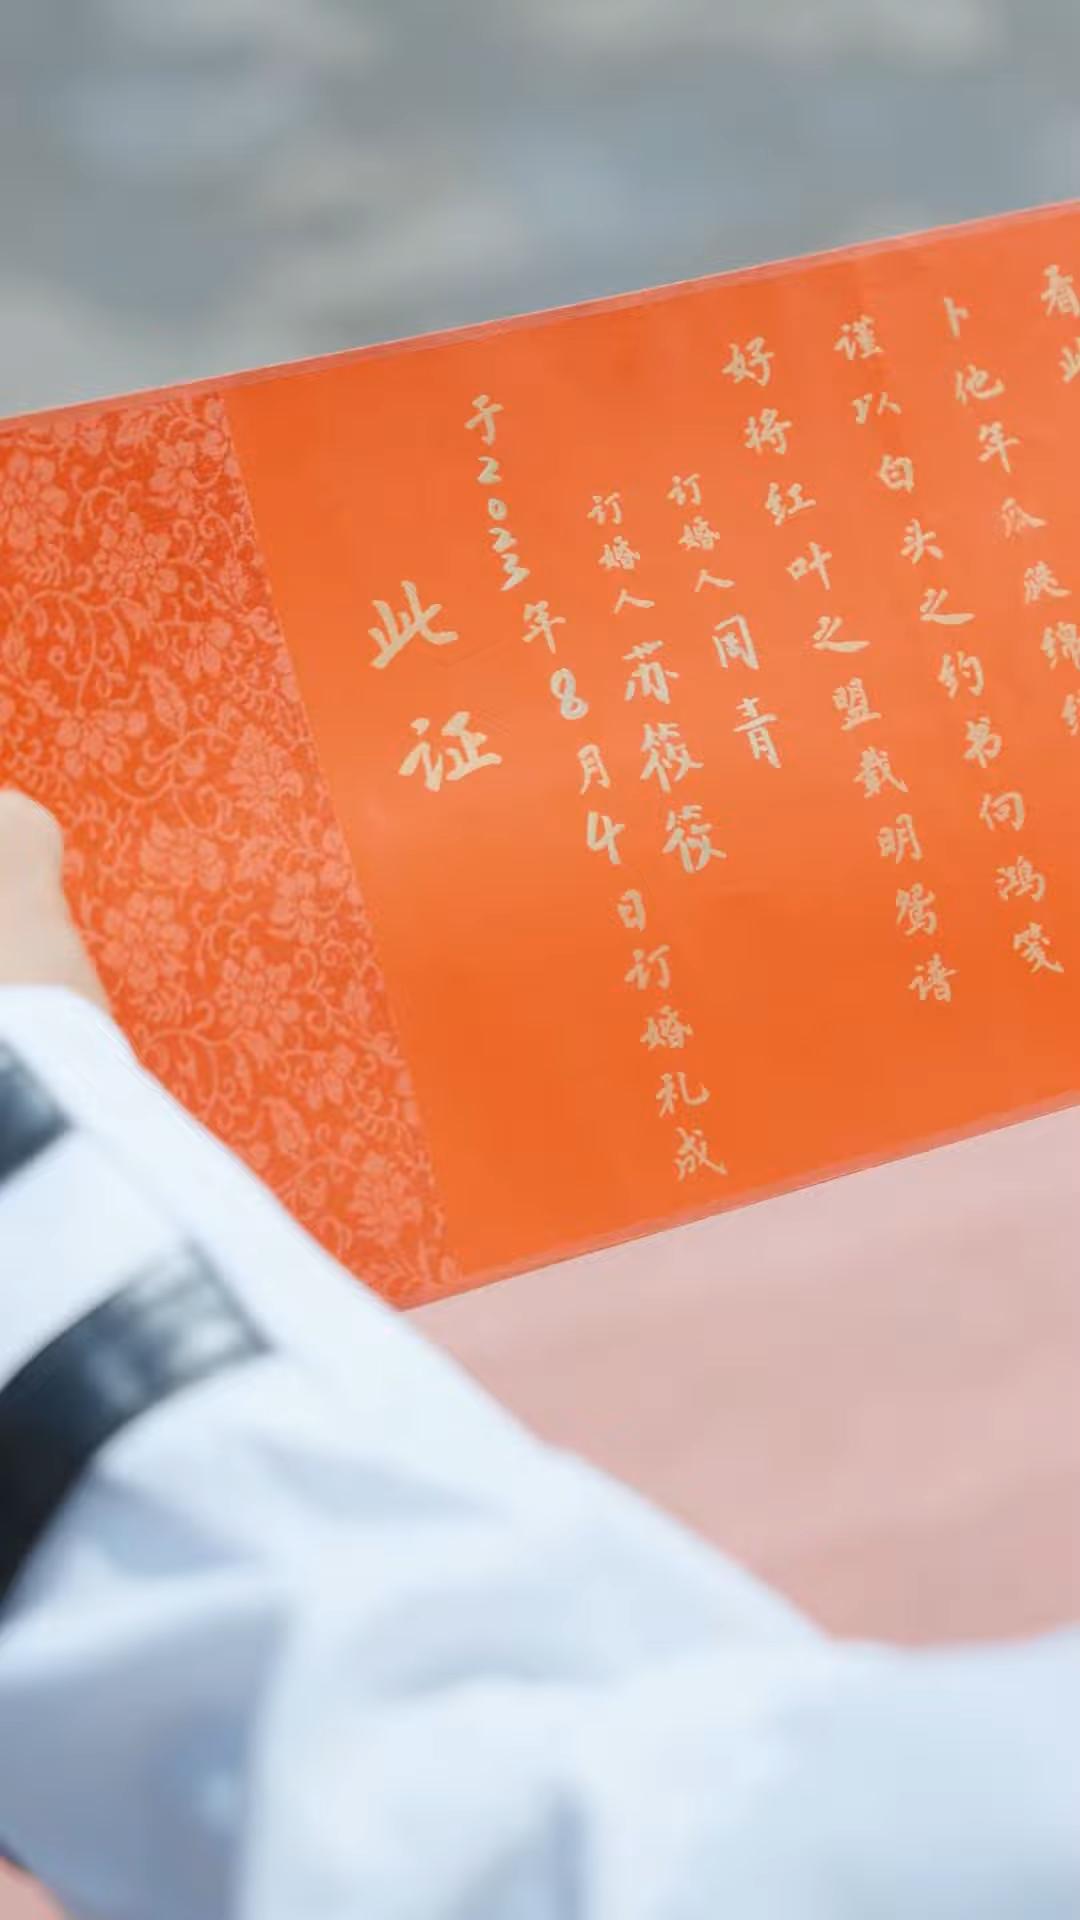 看此
卜他年瓜瓞绵绵
谨以白头之约书向鸿笺
好将红叶之盟载明鸳谱
订婚人周青
订婚人苏筱筱
于2023年8月4日订婚礼成
此证